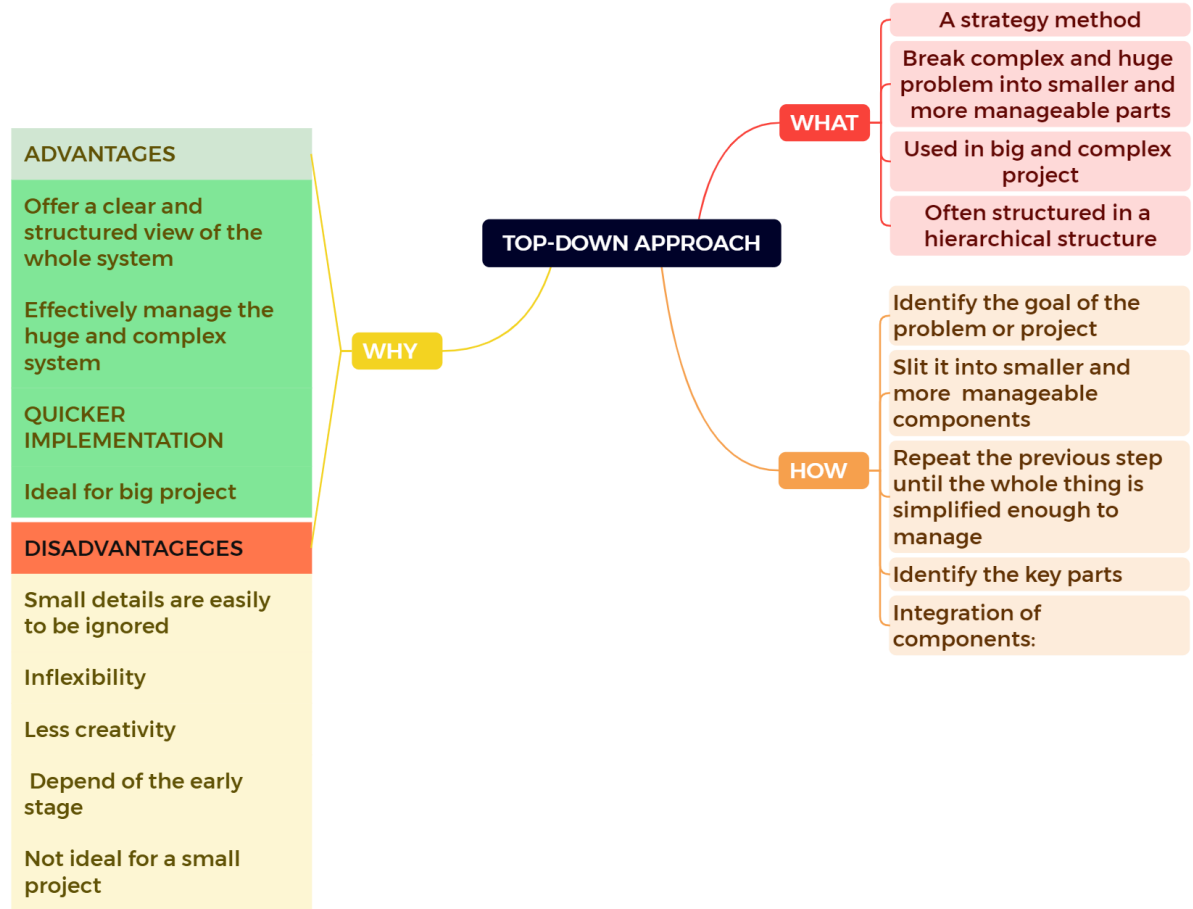 TOP-DOWN APPROACH
WHAT
A strategy method
Break complex and huge
problem into smaller and
more manageable parts
Used in big and complex
project
Often structured in a
hierarchical structure
HOW
Identify the goal of the
problem or project
Slit it into smaller and
more  manageable
components
Repeat the previous step
until the whole thing is
simplified enough to
manage
Identify the key parts
Integration of
components:
WHY
ADVANTAGES
Offer a clear and
structured view of the
whole system
Effectively manage the
huge and complex
system
QUICKER
IMPLEMENTATION
Ideal for big project
DISADVANTAGEGES
Small details are easily
to be ignored
Inflexibility
Less creativity
Depend of the early
stage
Not ideal for a small
project